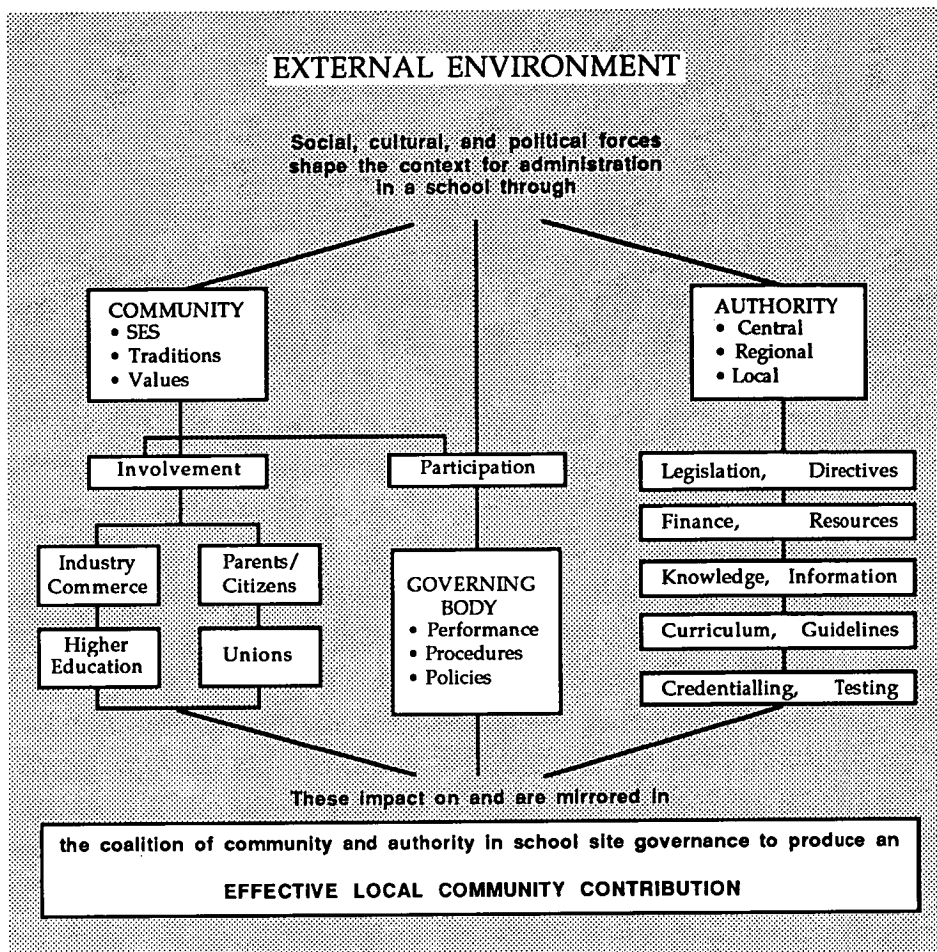 EXTERNAL ENVIRONMENT
Social, cultural, and political forces
shape the context for administration
in a school through
COMMUNITY
• SES
• Traditions
• Values
AUTHORITY
• Central
• Regional
• Local
Involvement
Participation
Legislation, Directives
Finance, Resources
Knowledge, Information
Curriculum, Guidelines
Credentialling, Testing
Industry
Commerce
Parents/
Citizens
Higher
Education
Unions
GOVERNING
BODY
• Performance
• Procedures
• Policies
These impact on and are mirrored in
the coalition of community and authority in school site governance to produce an
EFFECTIVE LOCAL COMMUNITY CONTRIBUTION